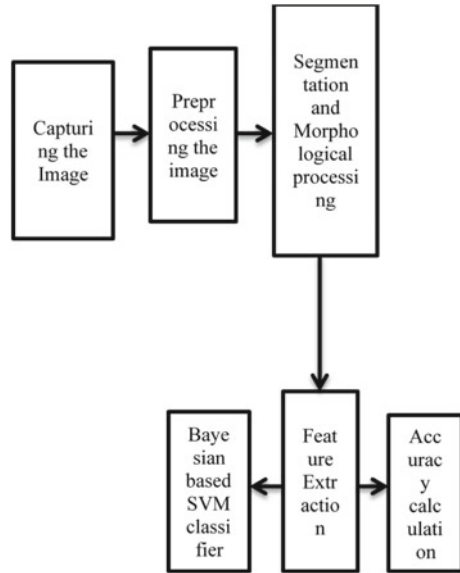 Capturi
ng the
Image
Prepr
ocessi
ng the
image
Segmen
tation
and
Morpho
logical
processi
ng
Baye
sian
based
SVM
classi
fier
Feat
ure
Extr
actio
n
Acc
urac
y
calc
ulati
on